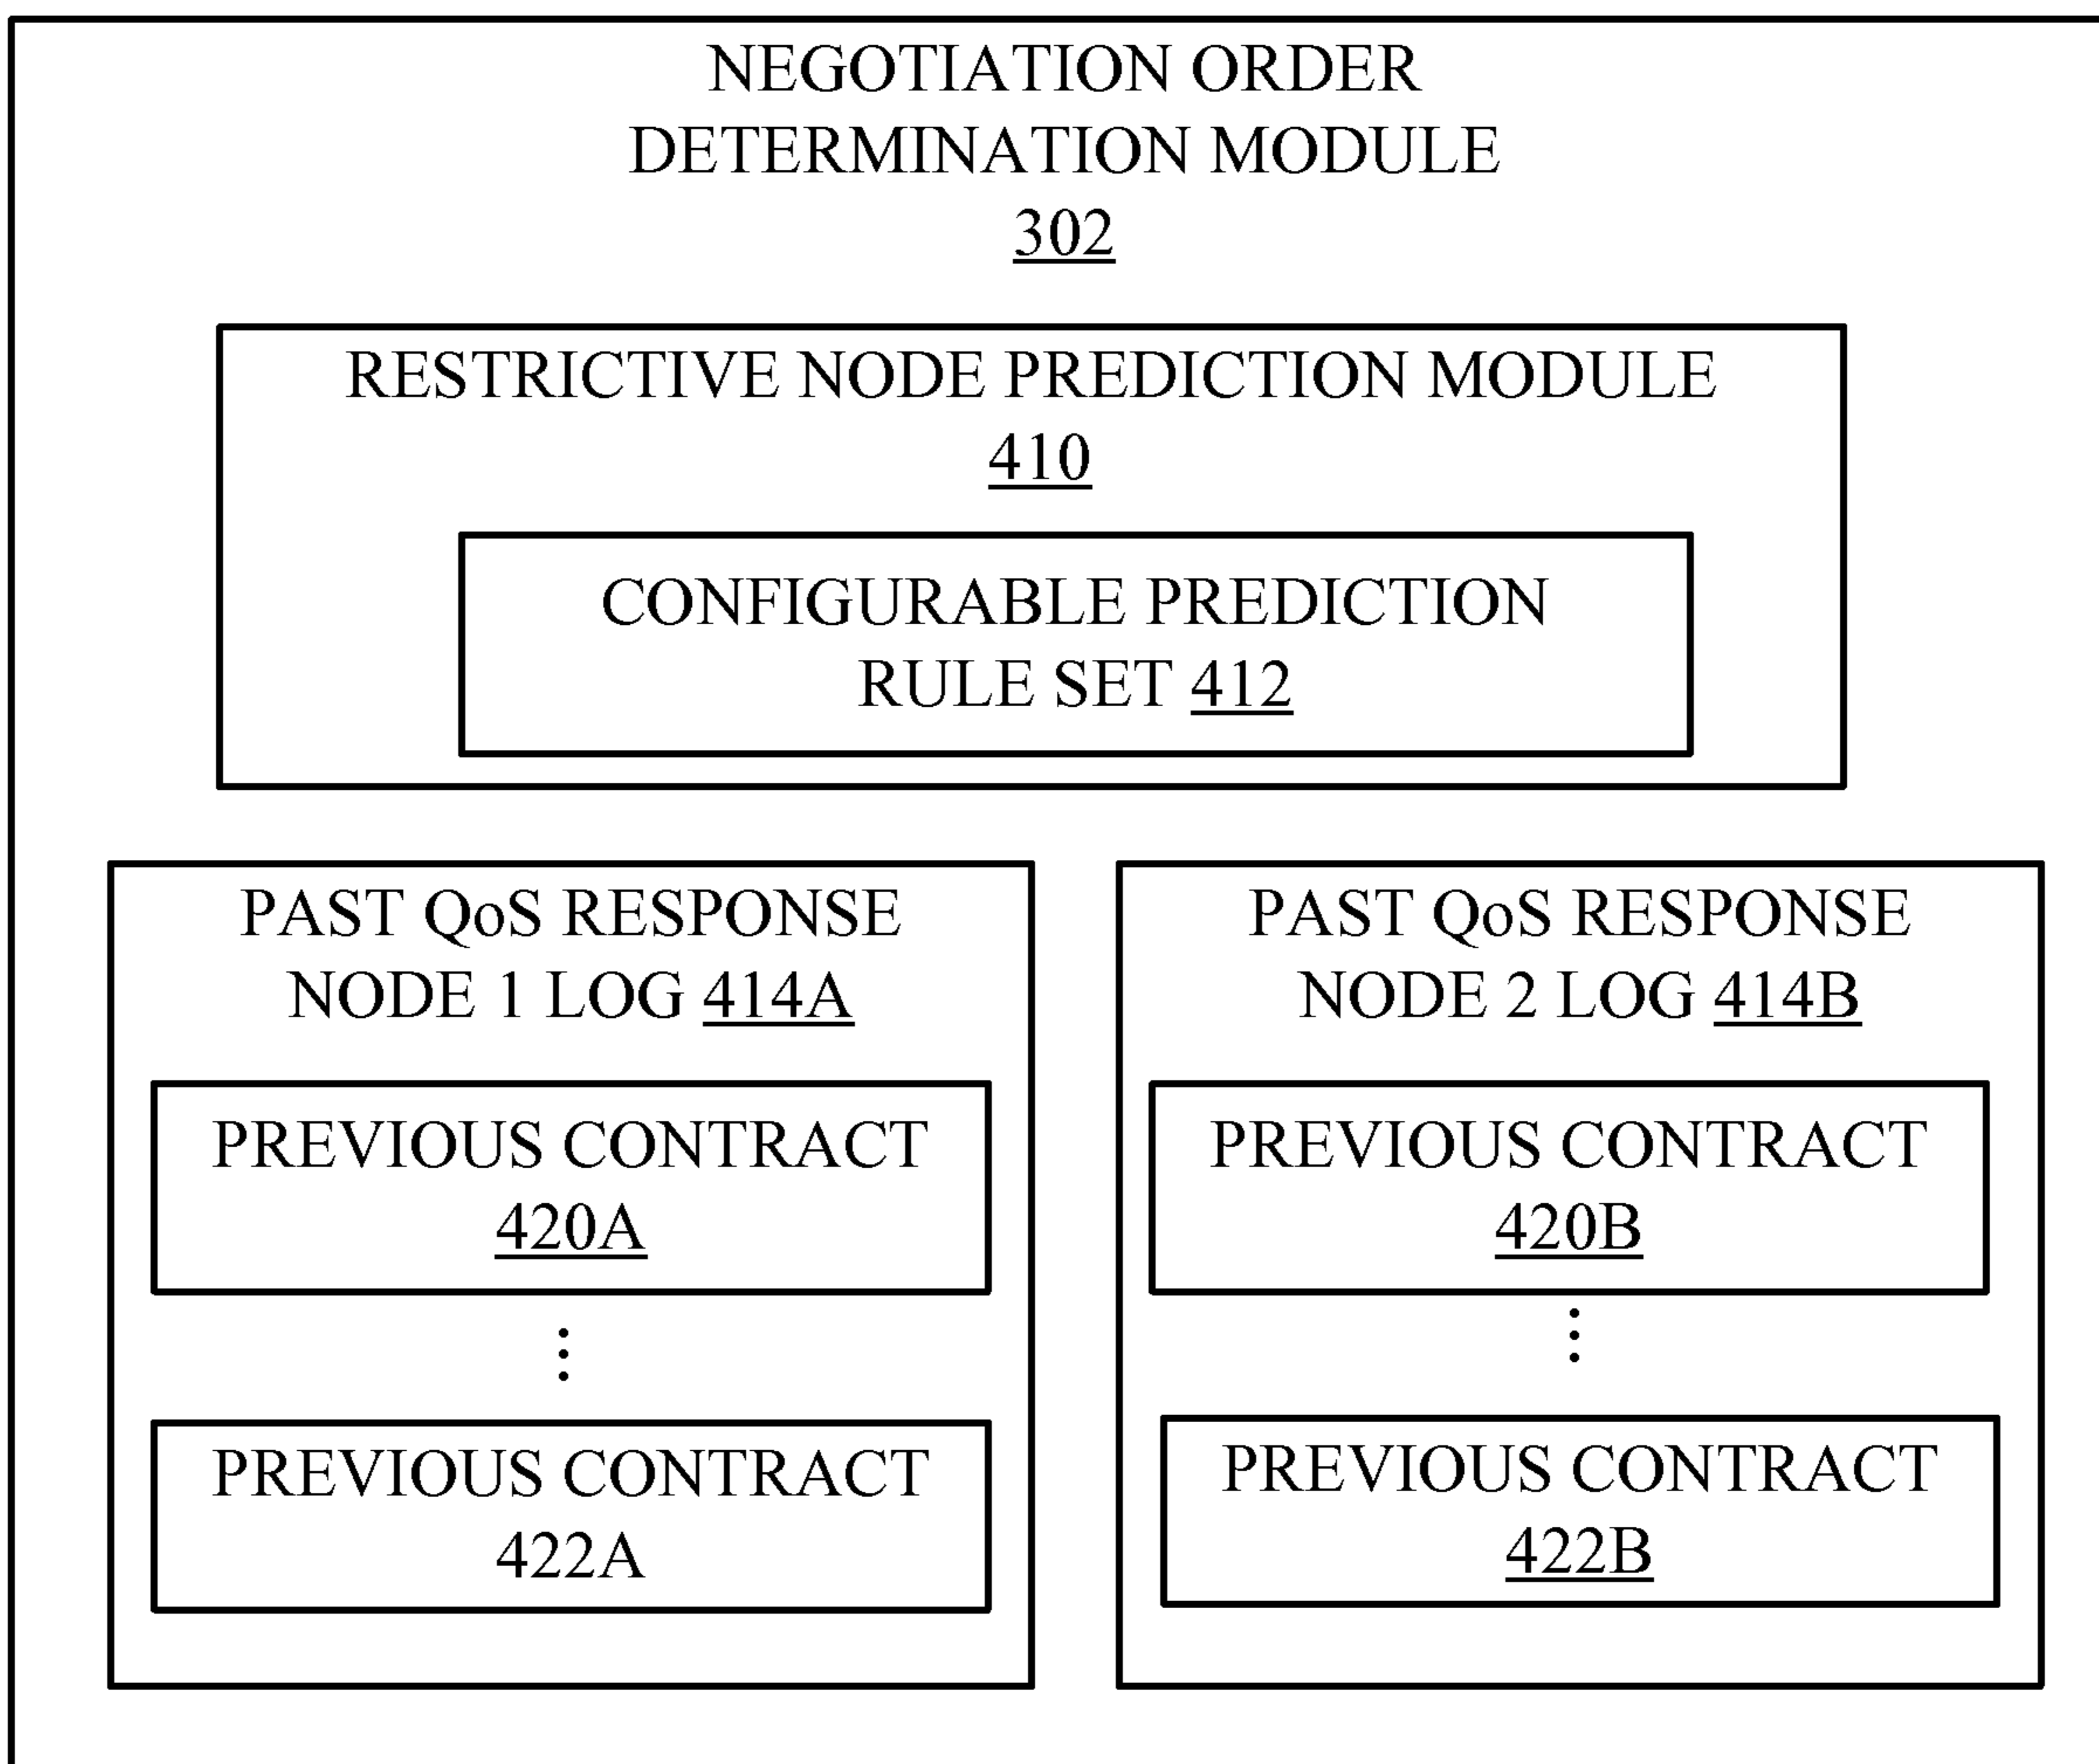 NEGOTIATION ORDER
DETERMINATION MODULE
302
RESTRICTIVE NODE PREDICTION MODULE
410
CONFIGURABLE PREDICTION
RULE SET 412
PAST QoS RESPONSE
NODE 1 LOG 414A
PREVIOUS CONTRACT
420A
⋮
PREVIOUS CONTRACT
422A
PAST QoS RESPONSE
NODE 2 LOG 414B
PREVIOUS CONTRACT
420B
⋮
PREVIOUS CONTRACT
422B